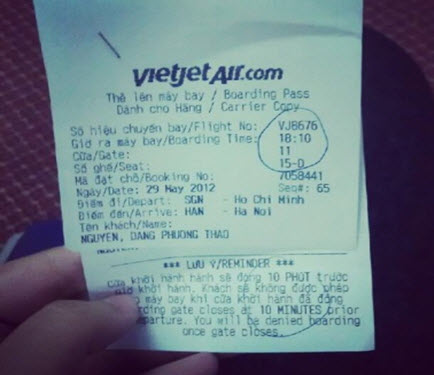 vietjetAir.com
Thẻ lên máy bay / Boarding Pass
Dành cho Hãng / Carrier Copy
Số hiệu chuyến bay/Flight No: VJ8676
Giờ ra máy bay/Boarding Time: 18:10
Cửa/Gate: 11
Số ghế/Seat: 15-D
Mã đặt chỗ/Booking No: 7058441
Ngày/Date: 29 May 2012 Seq#: 65
Điểm đi/Depart: SGN - Ho Chi Minh
Điểm đến/Arrive: HAN - Ha Noi
Tên khách/Name:
NGUYEN, DANG PHUONG THAO
*** LƯU Ý/REMINDER ***
Cửa khởi hành sẽ đóng 10 PHÚT trước
giờ khởi hành. Khách sẽ không được phép
máy bay khi cửa khởi hành đã đóng
gate closes at 10 MINUTES prior
You will be denied boarding
once gate closes.